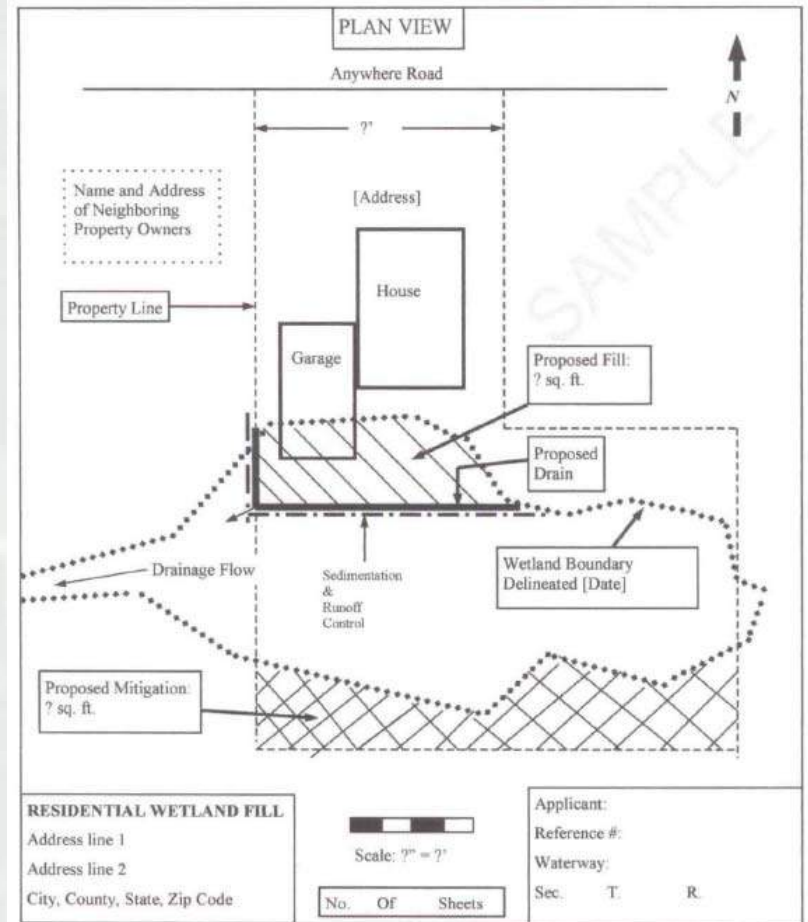 PLAN VIEW
Anywhere Road
N
?'
Name and Address
of Neighboring
Property Owners
[Address]
SAMPLE
House
Property Line
Garage
Proposed Fill:
? sq. ft.
Proposed
Drain
Drainage Flow
Sedimentation
&
Runoff
Control
Wetland Boundary
Delineated [Date]
Proposed Mitigation:
? sq. ft.
RESIDENTIAL WETLAND FILL
Address line 1
Address line 2
City, County, State, Zip Code
Scale: ?" = ?'
No. Of Sheets
Applicant:
Reference #:
Waterway:
Sec. T. R.